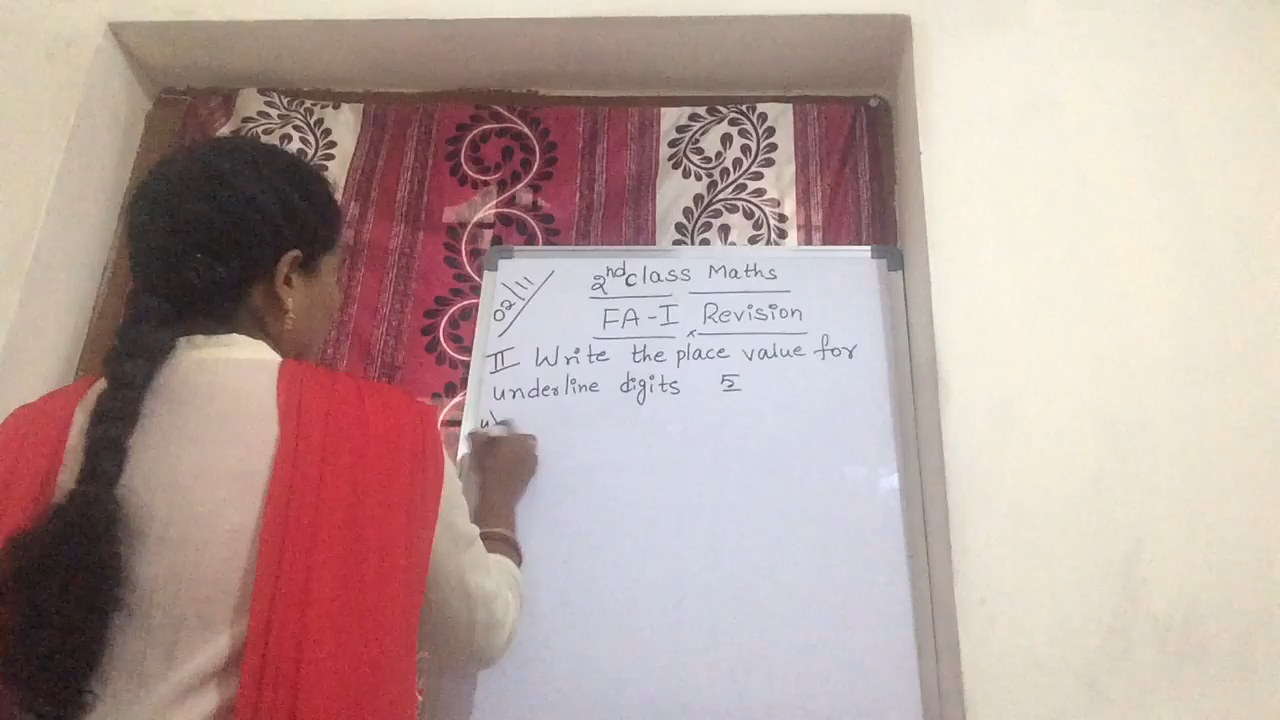 02/11
2nd class Maths
FA-I Revision
II Write the place value for
underline digits 5